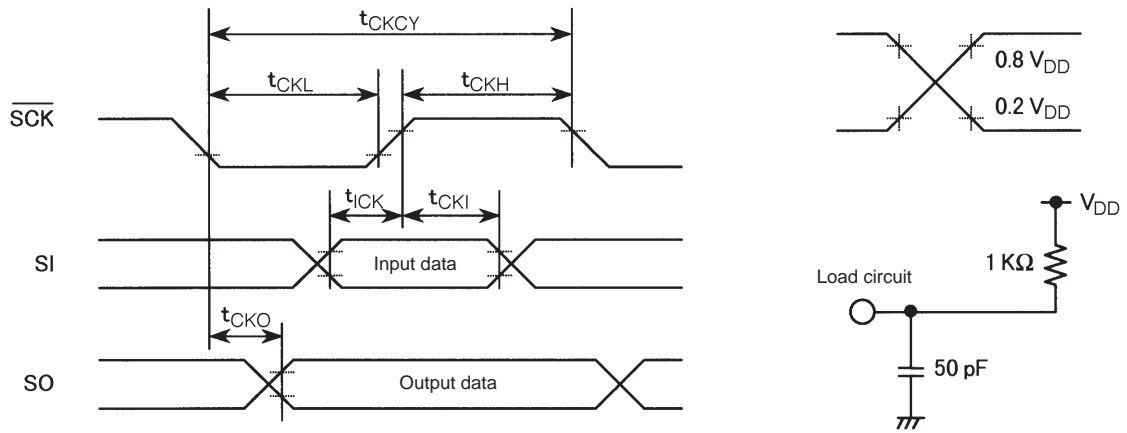 tCKCY
tCKL
tCKH
SCK
tICK
tCKI
SI
Input data
tCKO
SO
Output data
0.8 VDD
0.2 VDD
VDD
1 KΩ
Load circuit
50 pF